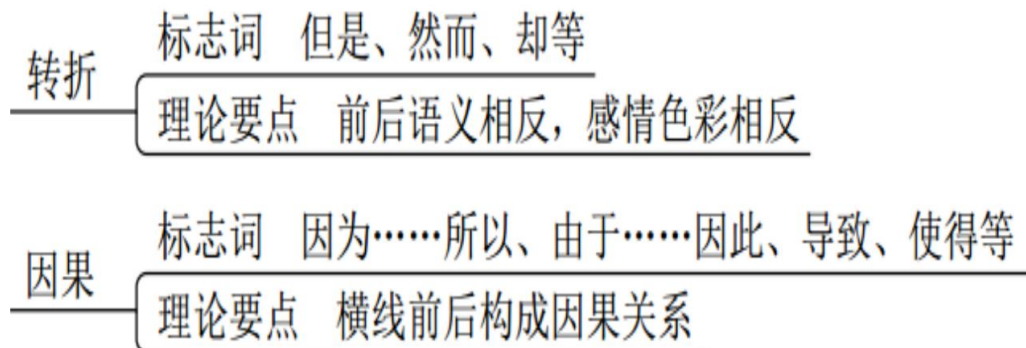 转折
标志词 但是、然而、却等
理论要点 前后语义相反，感情色彩相反
因果
标志词 因为……所以、由于……因此、导致、使得等
理论要点 横线前后构成因果关系